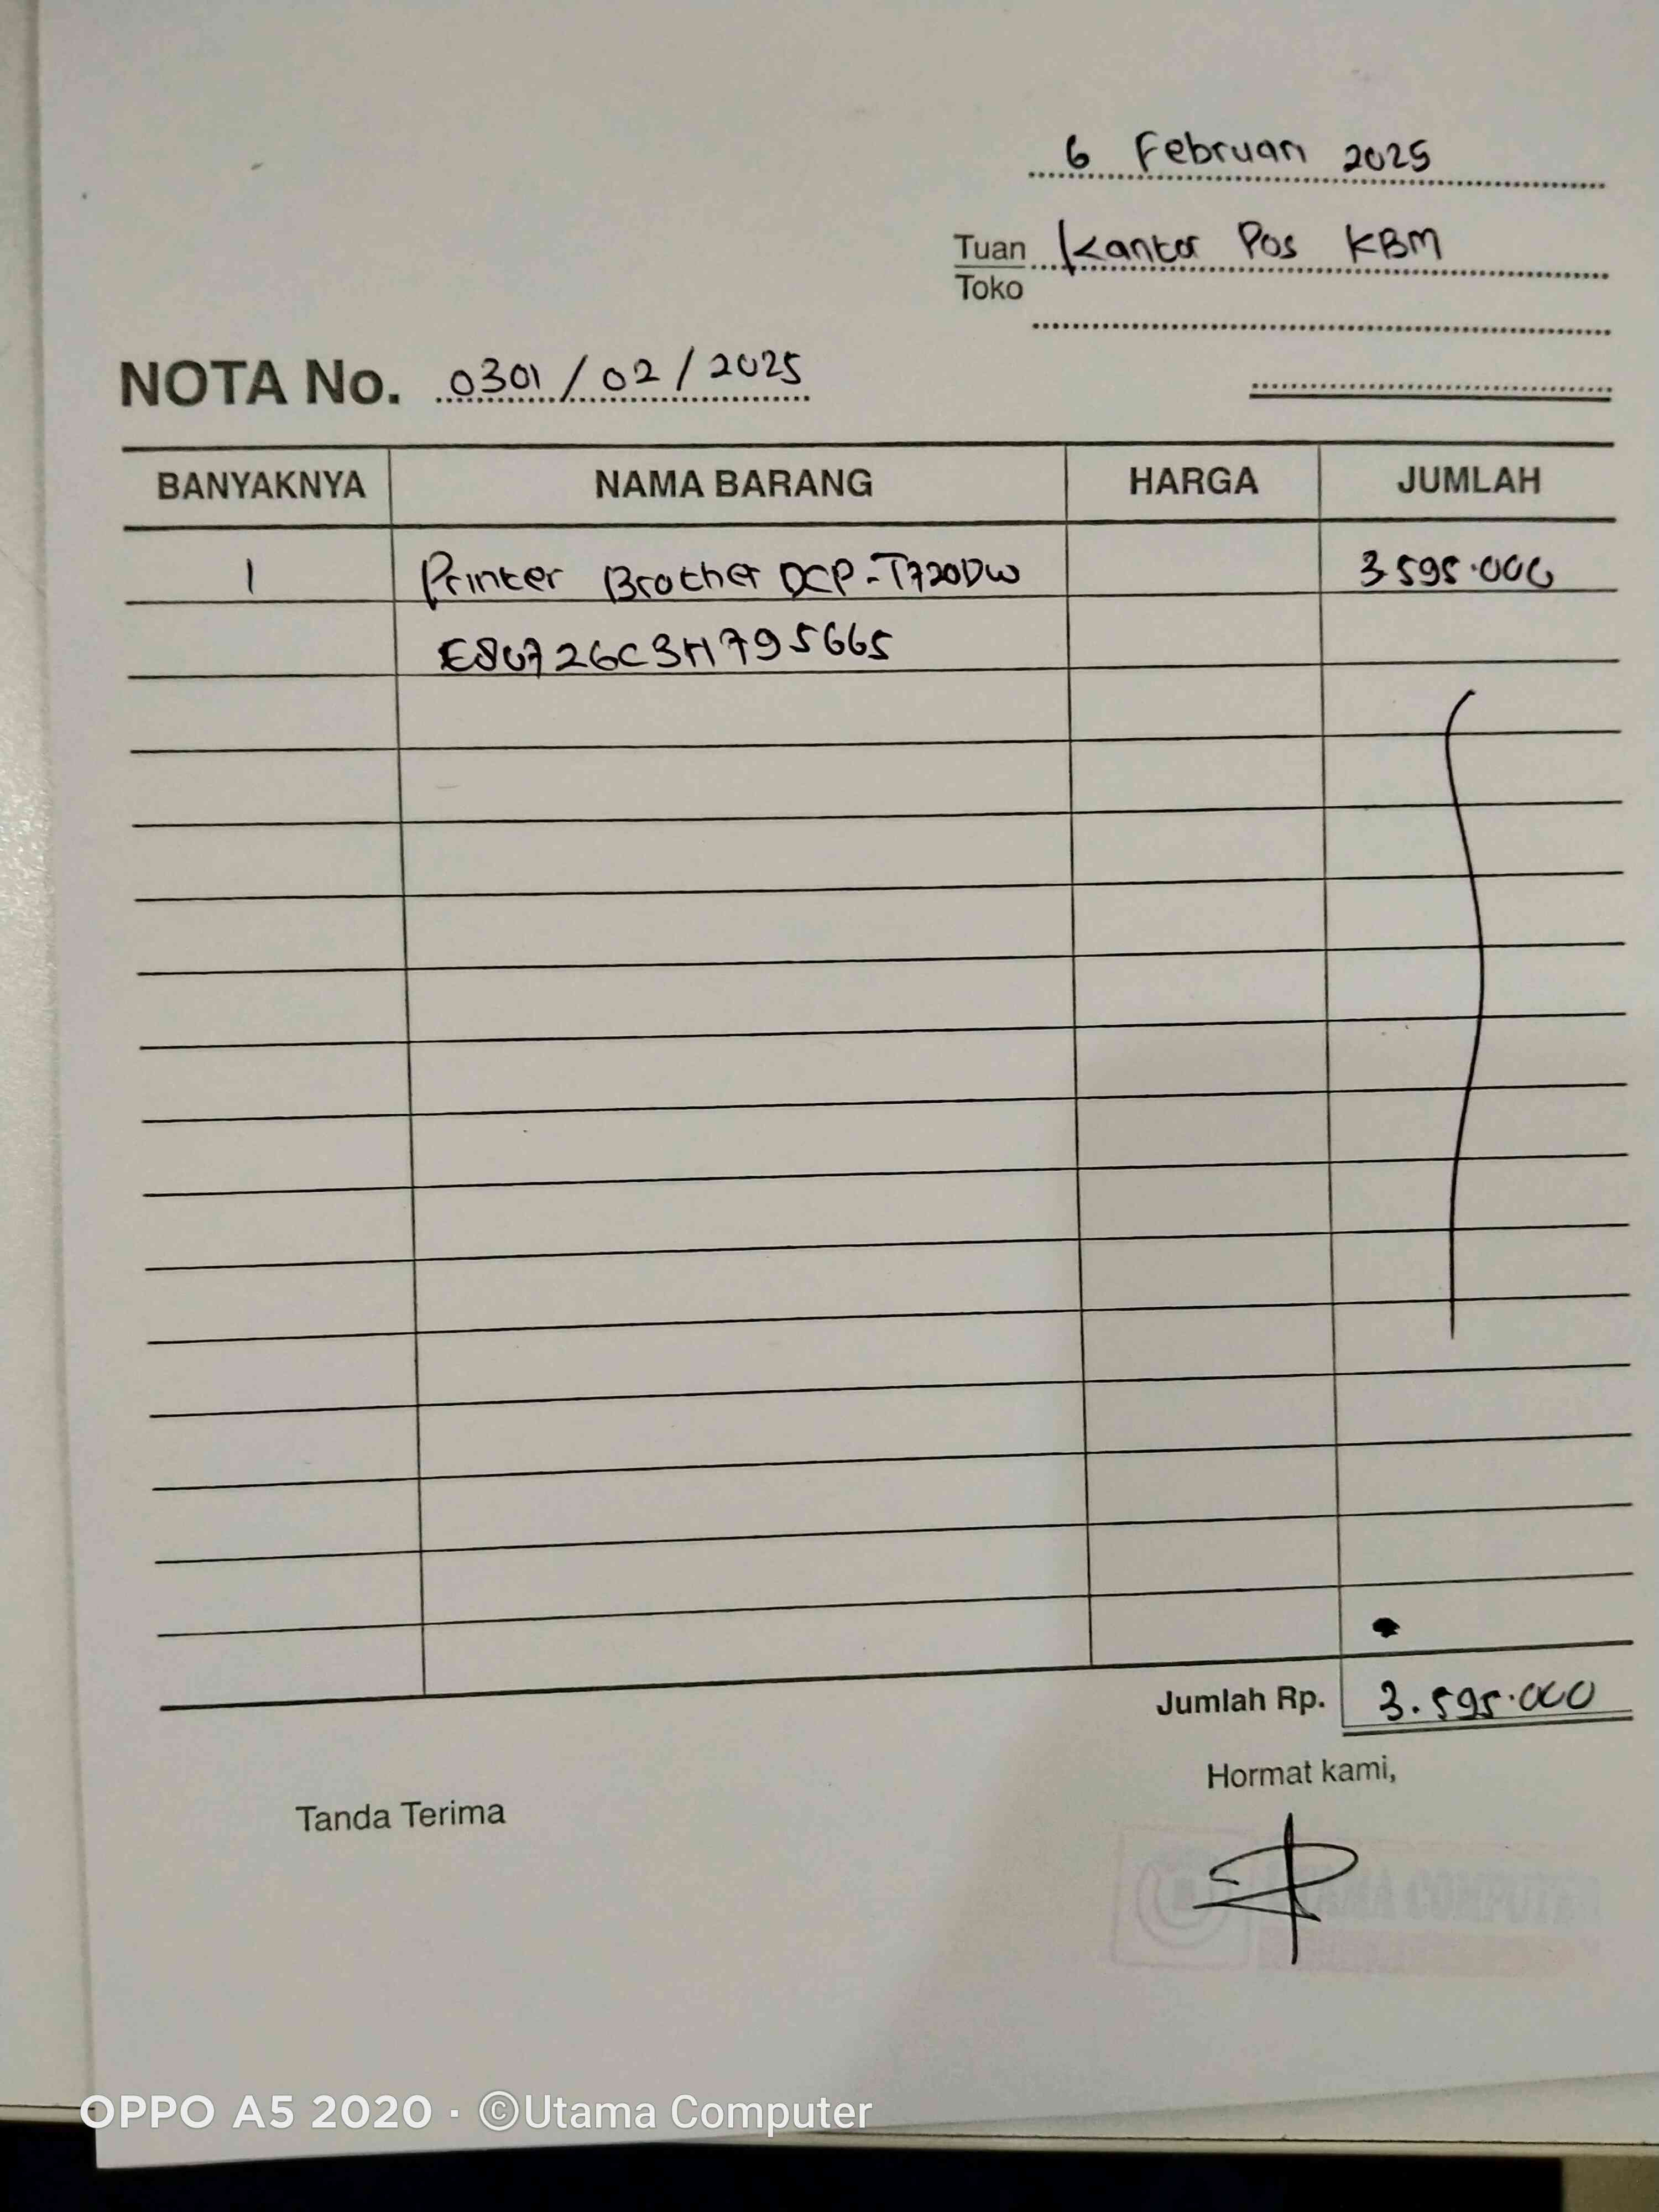 6 Februari 2025
Tuan Kantor Pos KBM
Toko
NOTA No. 0301/02/2025
BANYAKNYA NAMA BARANG HARGA JUMLAH
1 Printer Brother DCP-T720DW 3.595.000
E80726C3H795665
Jumlah Rp. 3.595.000
Hormat kami,
Tanda Terima
UTAMA COMPUTER
OPPO A5 2020 · ©Utama Computer